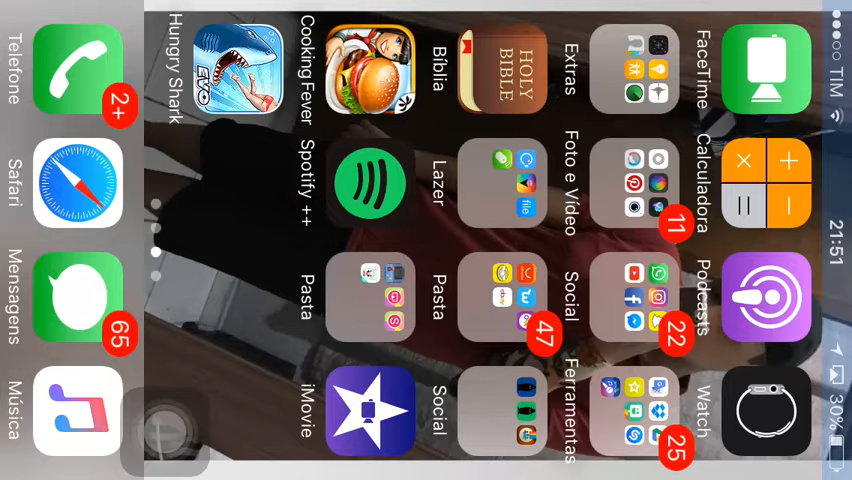 TIM 21:51 30%
FaceTime Calculadora Podcasts Watch
11 22 25
Extras Foto e Vídeo Social Ferramentas
HOLY BIBLE
file
47
Bíblia Lazer Pasta Social
Cooking Fever Spotify ++ Pasta iMovie
EVO
Hungry Shark
2+ 65
Telefone Safari Mensagens Música